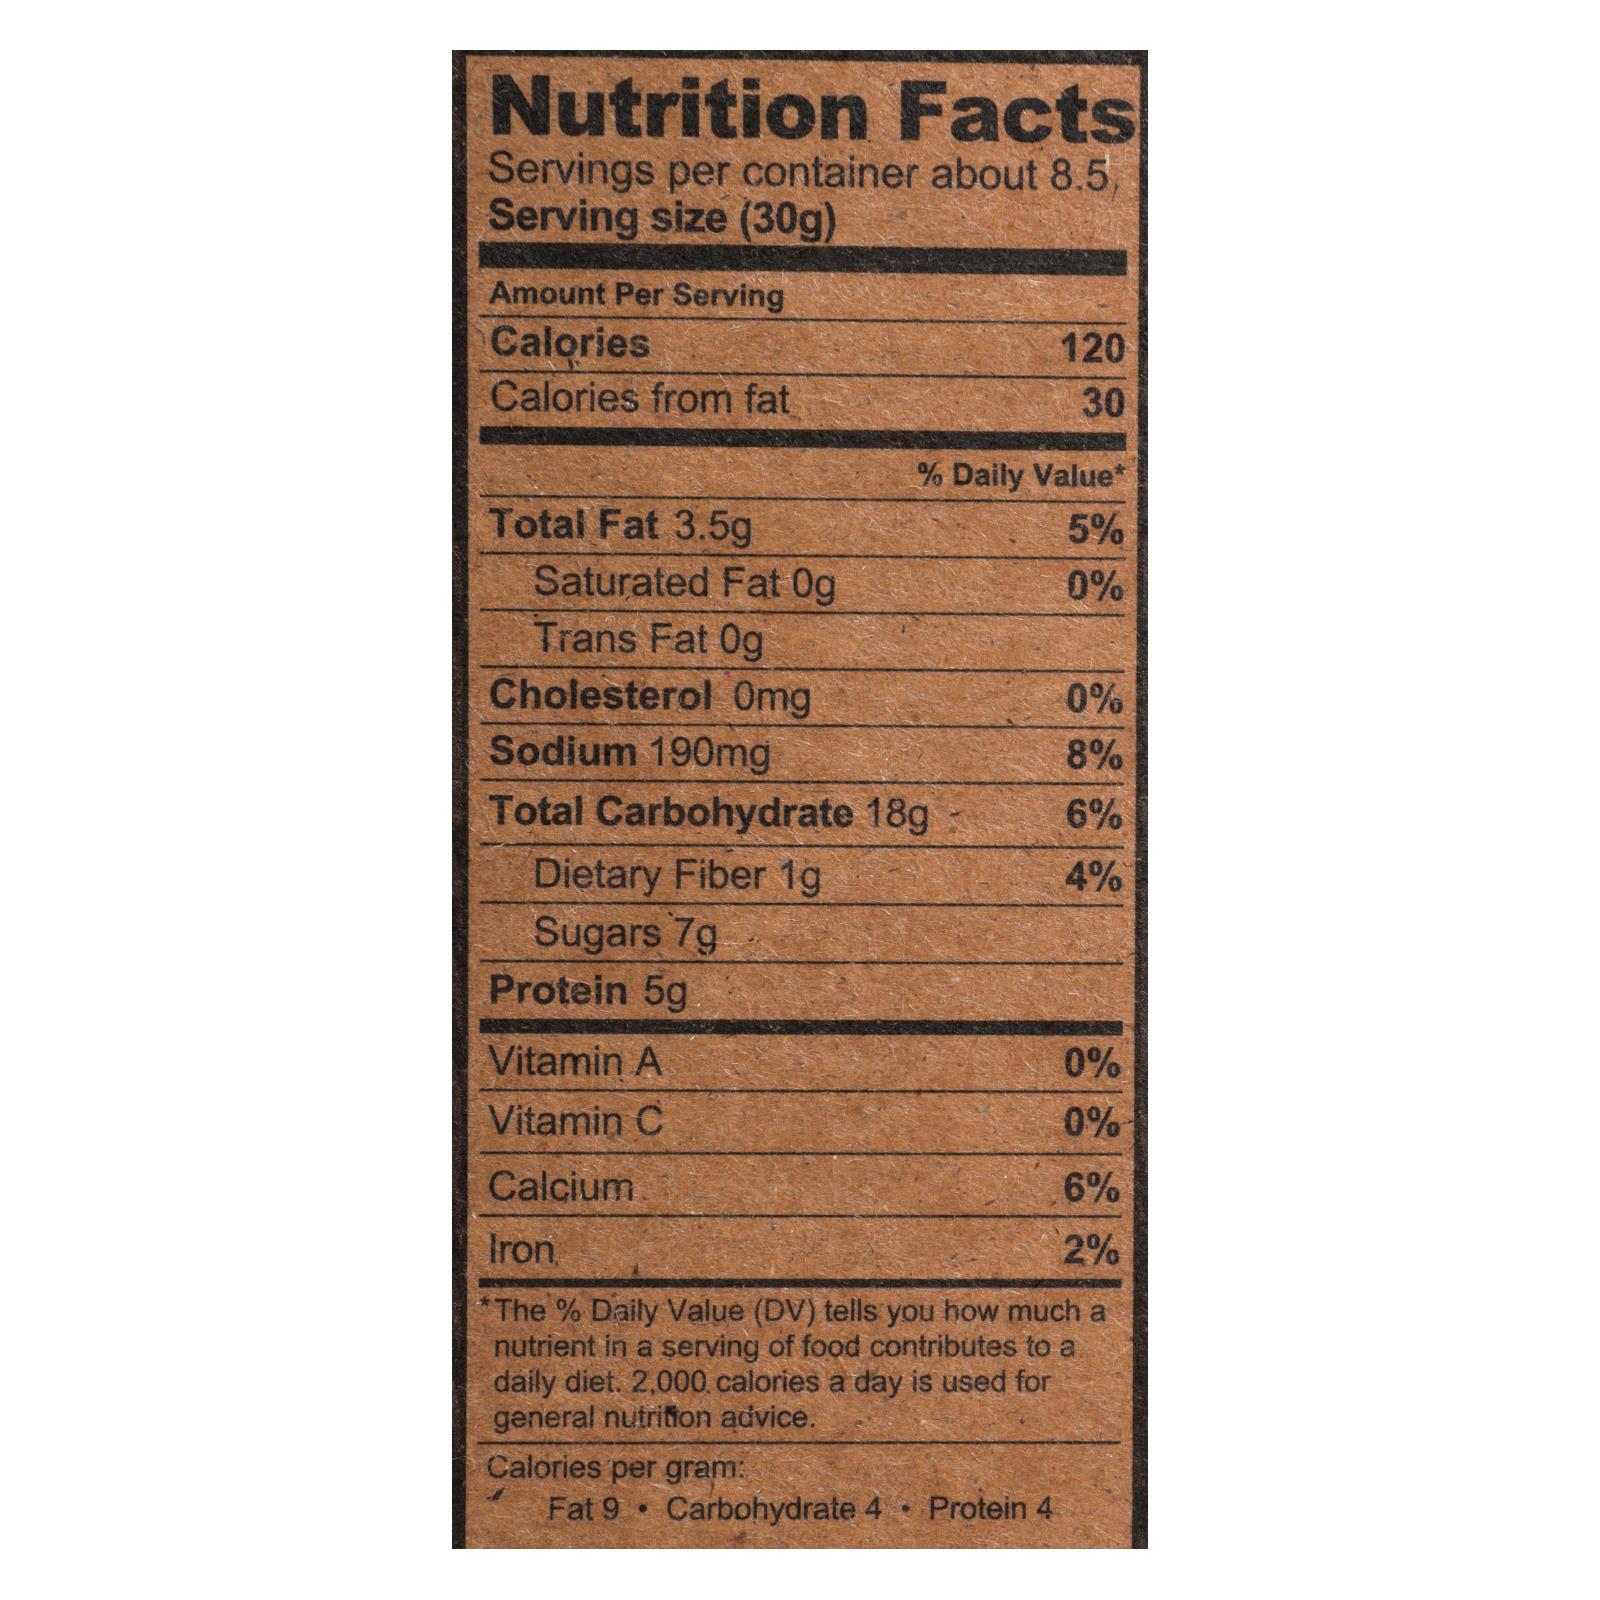 Nutrition Facts
Servings per container about 8.5
Serving size (30g)
Amount Per Serving
Calories 120
Calories from fat 30
% Daily Value*
Total Fat 3.5g 5%
Saturated Fat 0g 0%
Trans Fat 0g
Cholesterol 0mg 0%
Sodium 190mg 8%
Total Carbohydrate 18g 6%
Dietary Fiber 1g 4%
Sugars 7g
Protein 5g
Vitamin A 0%
Vitamin C 0%
Calcium 6%
Iron 2%
*The % Daily Value (DV) tells you how much a
nutrient in a serving of food contributes to a
daily diet. 2,000 calories a day is used for
general nutrition advice.
Calories per gram:
Fat 9 • Carbohydrate 4 • Protein 4